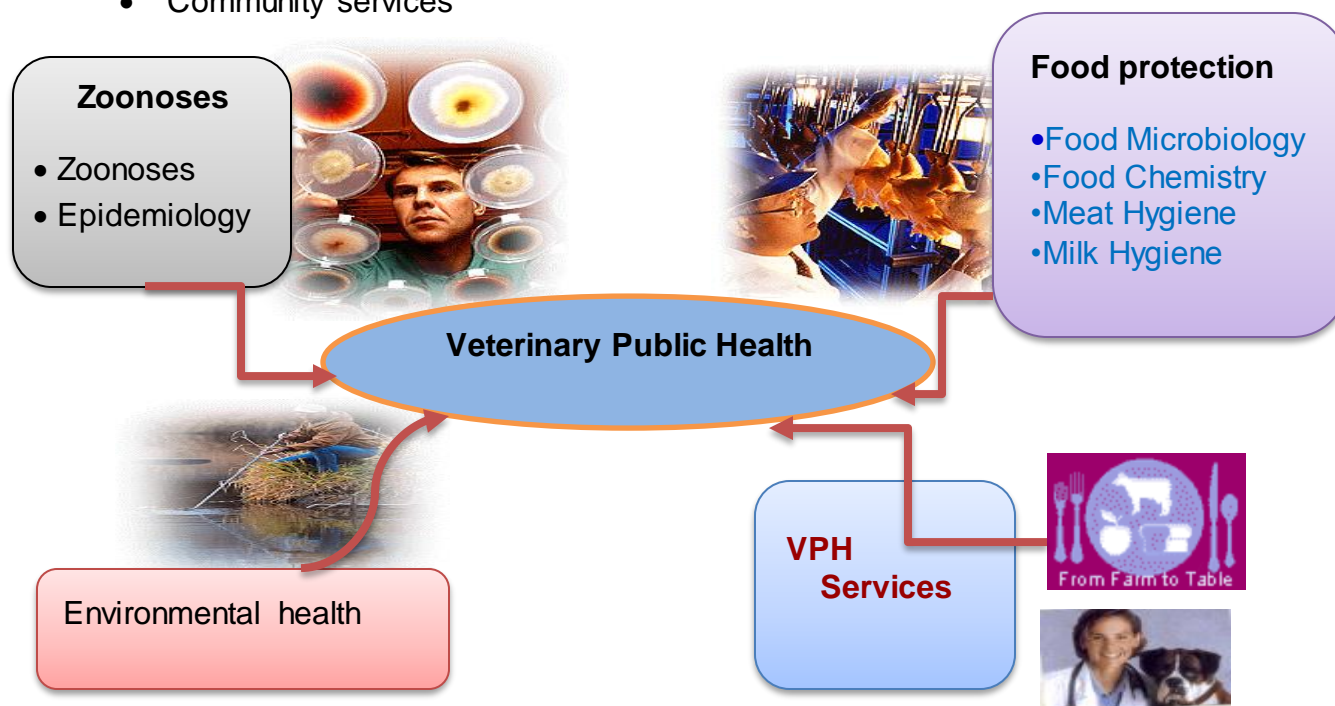 • Community services
Zoonoses
• Zoonoses
• Epidemiology
Food protection
•Food Microbiology
•Food Chemistry
•Meat Hygiene
•Milk Hygiene
Veterinary Public Health
Environmental health
VPH
Services
From Farm to Table